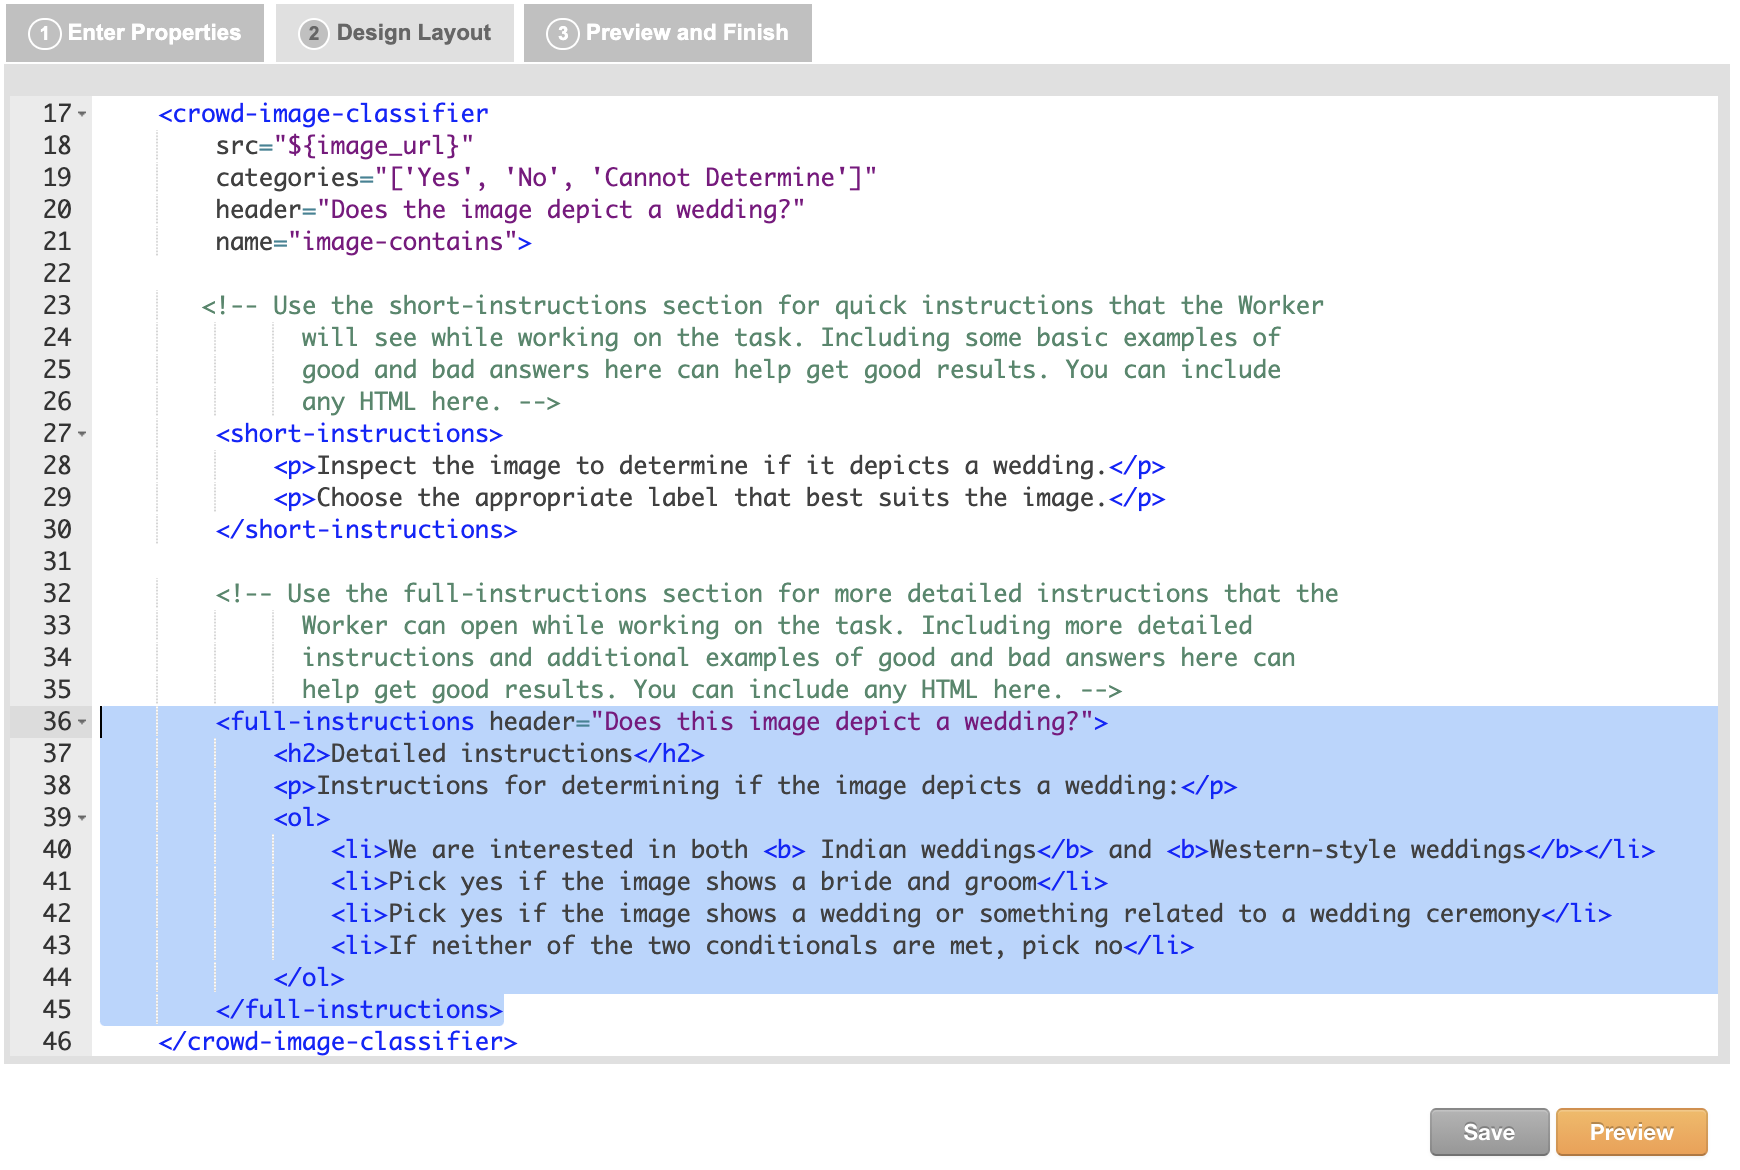 1 Enter Properties
2 Design Layout
3 Preview and Finish
17 <crowd-image-classifier
18 src="${image_url}"
19 categories="['Yes', 'No', 'Cannot Determine']"
20 header="Does the image depict a wedding?"
21 name="image-contains">
22
23 <!-- Use the short-instructions section for quick instructions that the Worker
24 will see while working on the task. Including some basic examples of
25 good and bad answers here can help get good results. You can include
26 any HTML here. -->
27 <short-instructions>
28 <p>Inspect the image to determine if it depicts a wedding.</p>
29 <p>Choose the appropriate label that best suits the image.</p>
30 </short-instructions>
31
32 <!-- Use the full-instructions section for more detailed instructions that the
33 Worker can open while working on the task. Including more detailed
34 instructions and additional examples of good and bad answers here can
35 help get good results. You can include any HTML here. -->
36 <full-instructions header="Does this image depict a wedding?">
37 <h2>Detailed instructions</h2>
38 <p>Instructions for determining if the image depicts a wedding:</p>
39 <ol>
40 <li>We are interested in both <b> Indian weddings</b> and <b>Western-style weddings</b></li>
41 <li>Pick yes if the image shows a bride and groom</li>
42 <li>Pick yes if the image shows a wedding or something related to a wedding ceremony</li>
43 <li>If neither of the two conditionals are met, pick no</li>
44 </ol>
45 </full-instructions>
46 </crowd-image-classifier>
Save
Preview